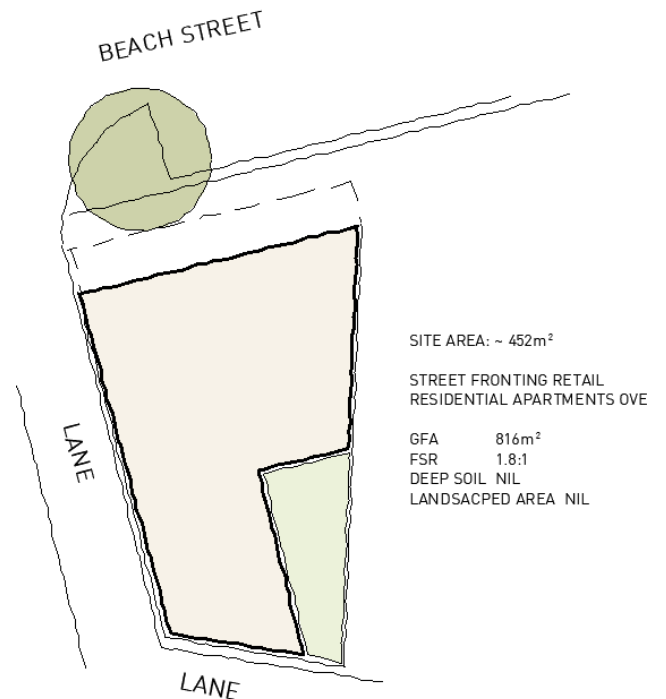 BEACH STREET
SITE AREA: ~ 452m²
STREET FRONTING RETAIL
RESIDENTIAL APARTMENTS OVE
GFA 816m²
FSR 1.8:1
DEEP SOIL NIL
LANDSACPED AREA NIL
LANE
LANE